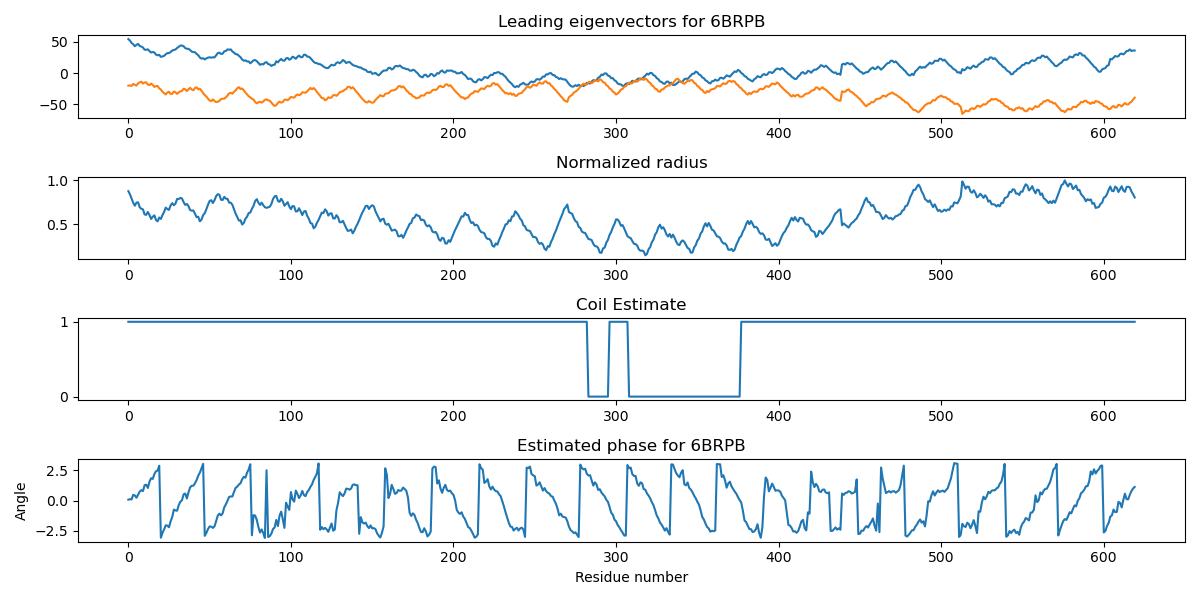 Leading eigenvectors for 6BRPB
50
0
−50
0 100 200 300 400 500 600
Normalized radius
1.0
0.5
0 100 200 300 400 500 600
Coil Estimate
1
0
0 100 200 300 400 500 600
Estimated phase for 6BRPB
Angle
2.5
0.0
−2.5
0 100 200 300 400 500 600
Residue number